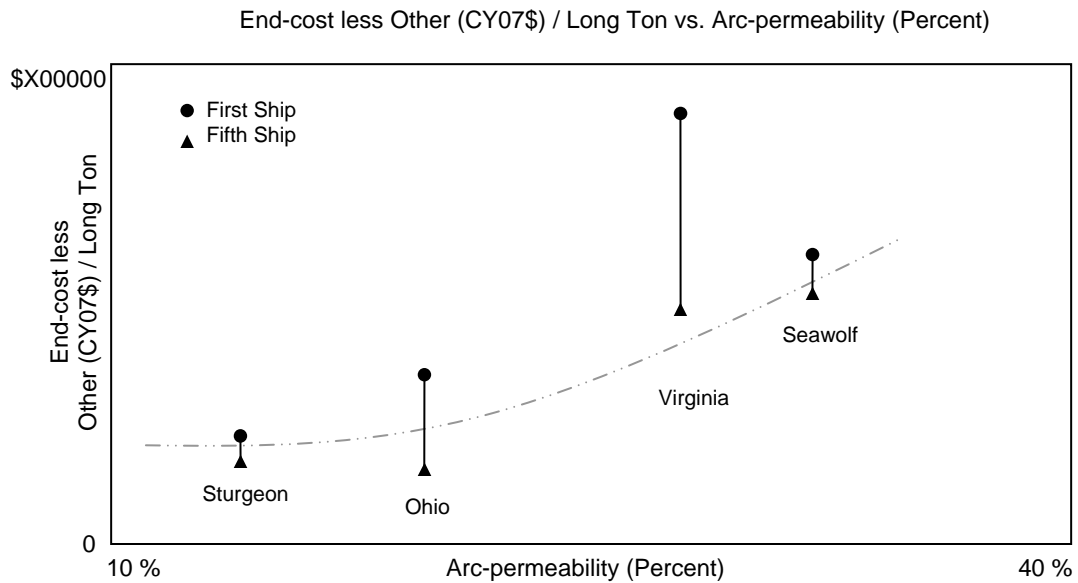 End-cost less Other (CY07$) / Long Ton vs. Arc-permeability (Percent)
$X00000
First Ship
Fifth Ship
End-cost less
Other (CY07$) / Long Ton
Seawolf
Virginia
Sturgeon
Ohio
0
10 %
Arc-permeability (Percent)
40 %